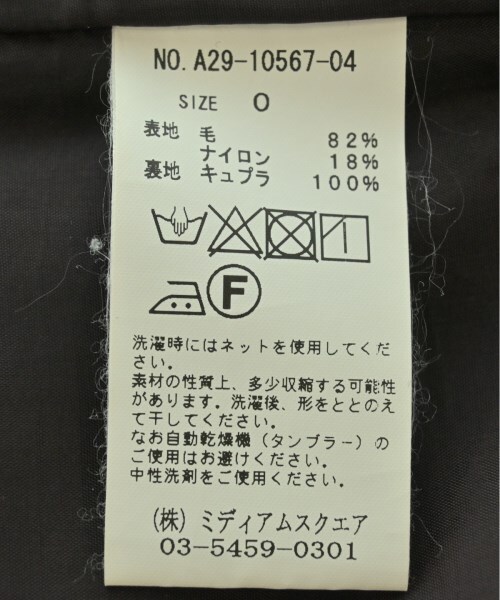 NO. A29-10567-04
SIZE O
表地 毛 82%
ナイロン 18%
裏地 キュプラ 100%
F
洗濯時にはネットを使用してくだ
さい。
素材の性質上、多少収縮する可能性
があります。洗濯後、形をととのえ
て干してください。
なお自動乾燥機(タンブラー)の
ご使用はお避けください。
中性洗剤をご使用ください。
(株) ミディアムスクエア
03-5459-0301